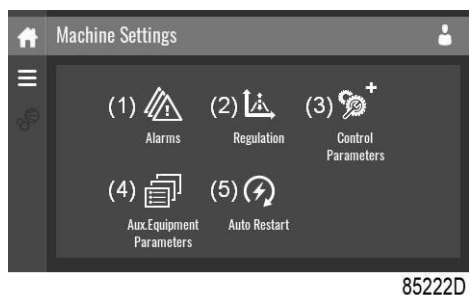 Machine Settings
(1) (2) (3)
Alarms Regulation Control
Parameters
(4) (5)
Aux.Equipment Auto Restart
Parameters
85222D